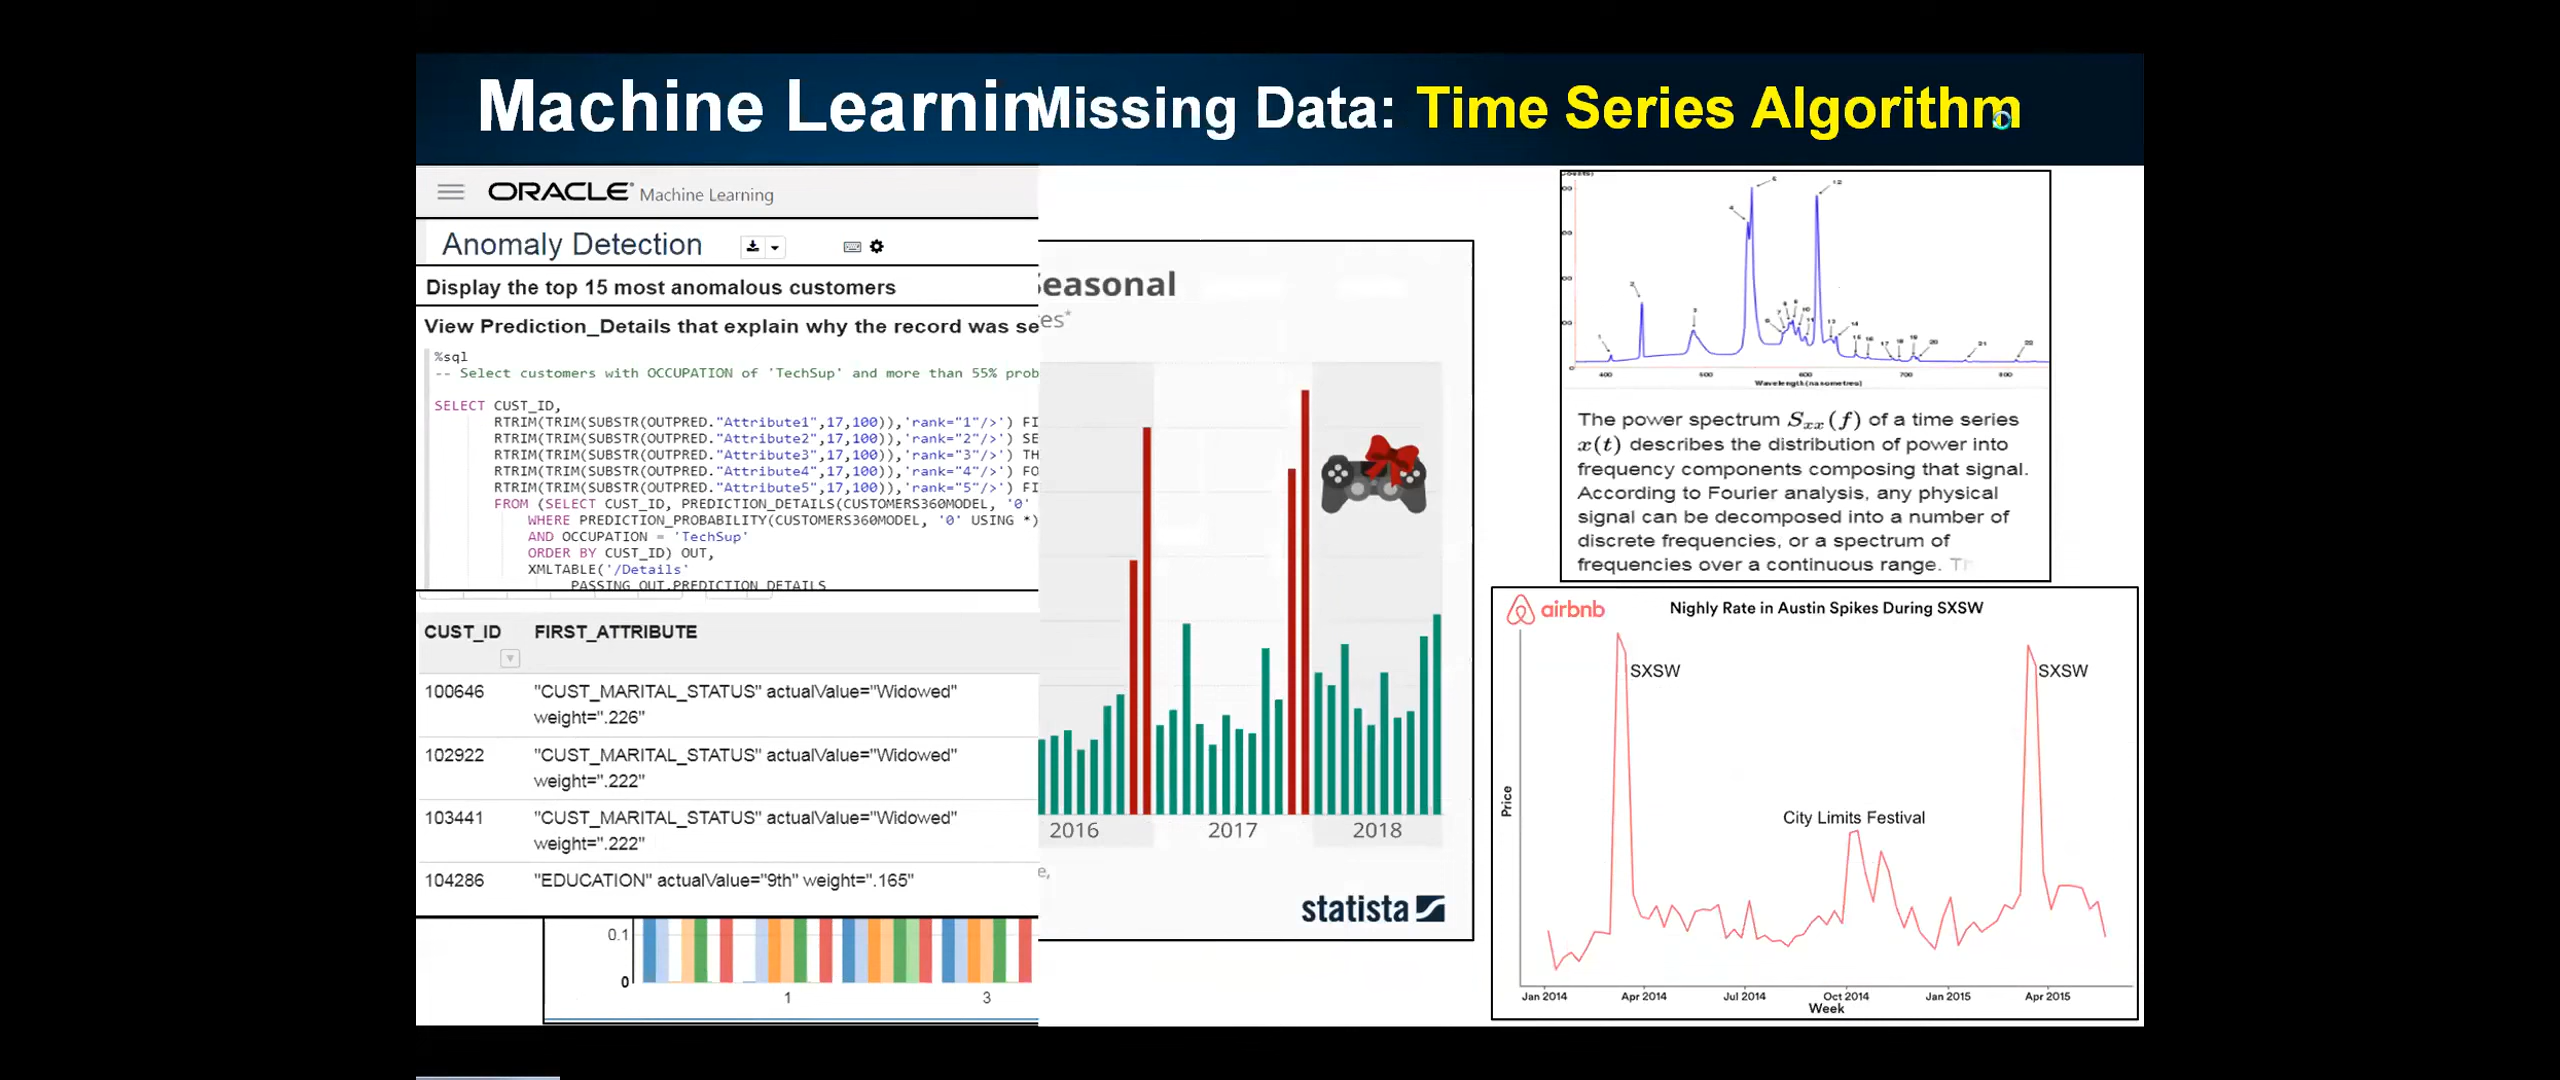 Machine Learnin
Missing Data: Time Series Algorithm
ORACLE Machine Learning
Anomaly Detection
Display the top 15 most anomalous customers
View Prediction_Details that explain why the record was se
%sql
-- Select customers with OCCUPATION of 'TechSup' and more than 55% prob
SELECT CUST_ID,
RTRIM(TRIM(SUBSTR(OUTPRED."Attribute1",17,100)),'rank="1"/>') FI
RTRIM(TRIM(SUBSTR(OUTPRED."Attribute2",17,100)),'rank="2"/>') SE
RTRIM(TRIM(SUBSTR(OUTPRED."Attribute3",17,100)),'rank="3"/>') TH
RTRIM(TRIM(SUBSTR(OUTPRED."Attribute4",17,100)),'rank="4"/>') FO
RTRIM(TRIM(SUBSTR(OUTPRED."Attribute5",17,100)),'rank="5"/>') FI
FROM (SELECT CUST_ID, PREDICTION_DETAILS(CUSTOMERS360MODEL, '0'
WHERE PREDICTION_PROBABILITY(CUSTOMERS360MODEL, '0' USING *)
AND OCCUPATION = 'TechSup'
ORDER BY CUST_ID) OUT,
XMLTABLE('/Details'
PASSING OUT.PREDICTION_DETAILS
CUST_ID FIRST_ATTRIBUTE
100646 "CUST_MARITAL_STATUS" actualValue="Widowed"
weight=".226"
102922 "CUST_MARITAL_STATUS" actualValue="Widowed"
weight=".222"
103441 "CUST_MARITAL_STATUS" actualValue="Widowed"
weight=".222"
104286 "EDUCATION" actualValue="9th" weight=".165"
0.1
0
1 3
Seasonal
es*
2016 2017 2018
e,
statista
400 500 600 700 800
Wavelength(nanometres)
The power spectrum Sxx(f) of a time series
x(t) describes the distribution of power into
frequency components composing that signal.
According to Fourier analysis, any physical
signal can be decomposed into a number of
discrete frequencies, or a spectrum of
frequencies over a continuous range. Th
airbnb
Nighly Rate in Austin Spikes During SXSW
SXSW
SXSW
City Limits Festival
Price
Jan 2014 Apr 2014 Jul 2014 Oct 2014 Jan 2015 Apr 2015
Week